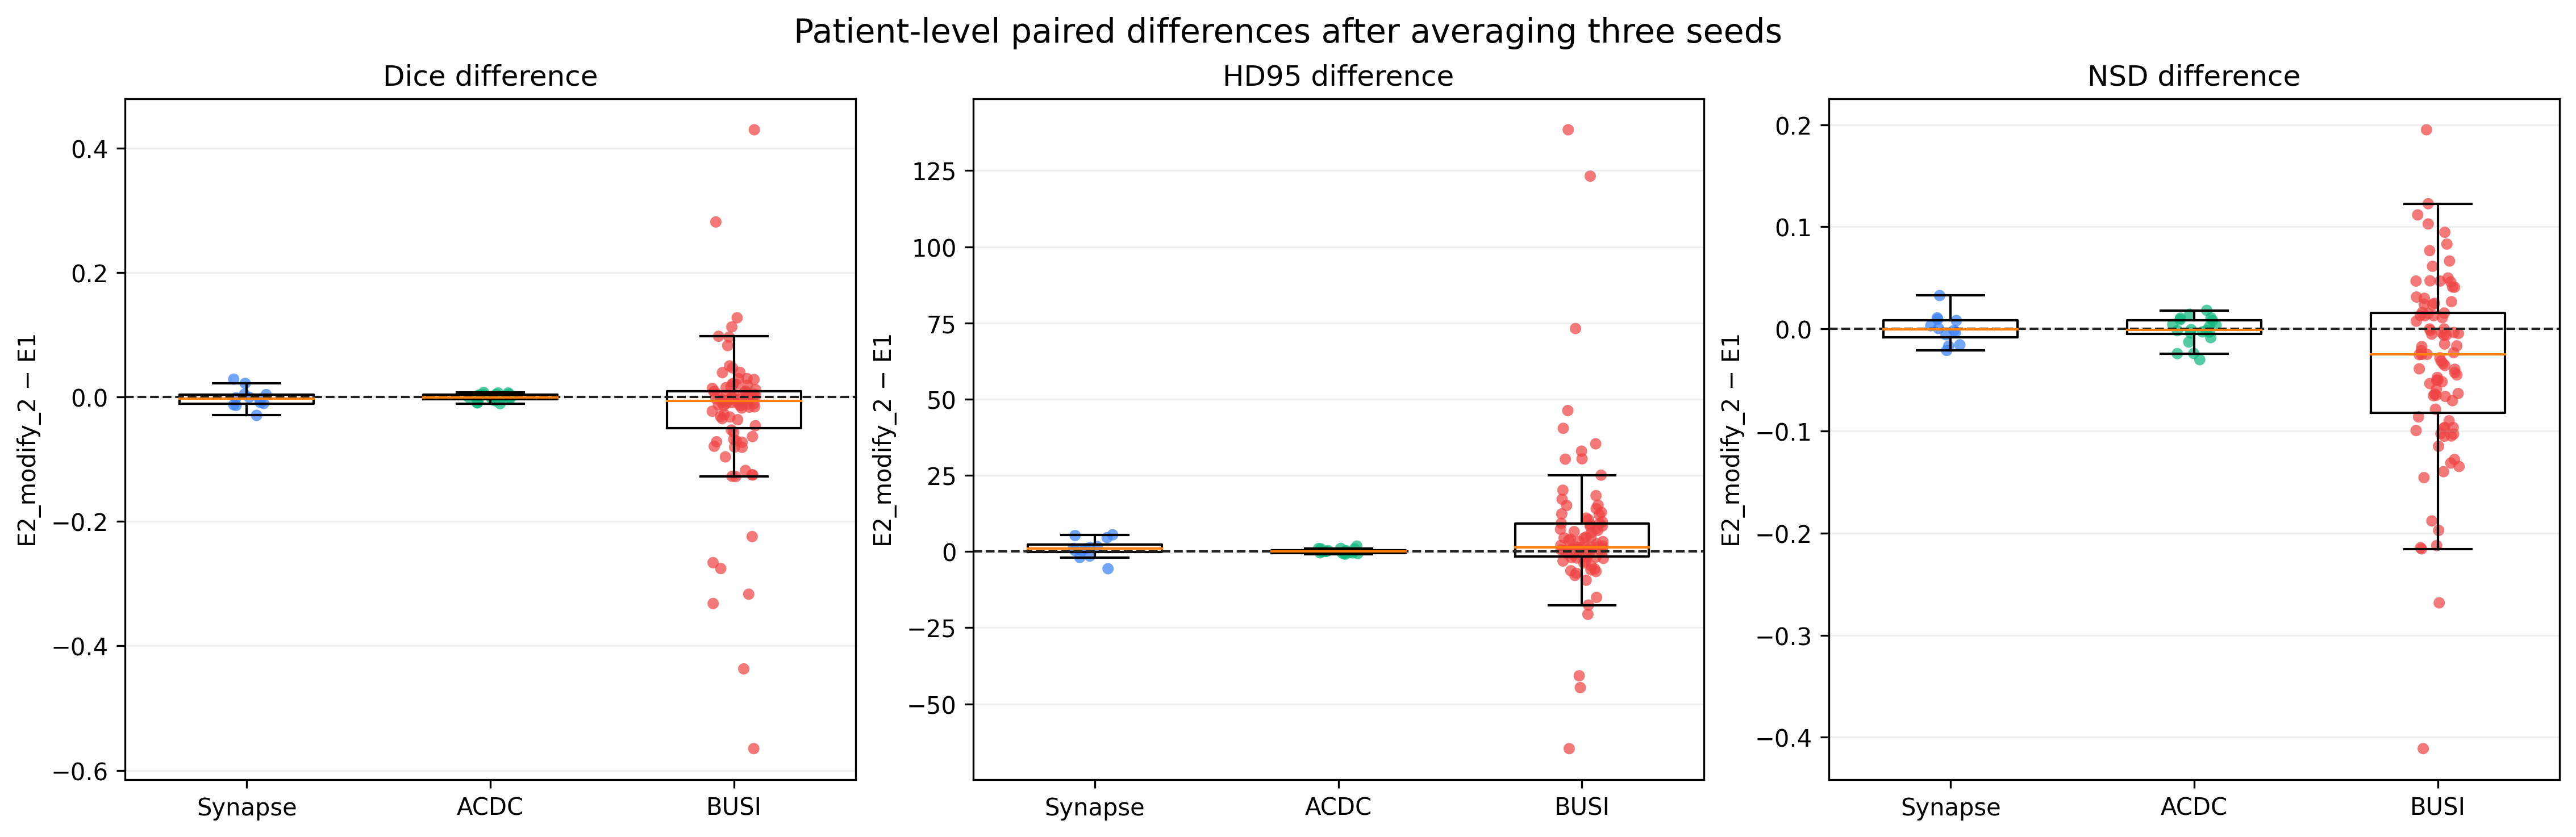 Patient-level paired differences after averaging three seeds
Dice difference
E2_modify_2 − E1
0.4
0.2
0.0
−0.2
−0.4
−0.6
Synapse ACDC BUSI
HD95 difference
E2_modify_2 − E1
125
100
75
50
25
0
−25
−50
Synapse ACDC BUSI
NSD difference
E2_modify_2 − E1
0.2
0.1
0.0
−0.1
−0.2
−0.3
−0.4
Synapse ACDC BUSI